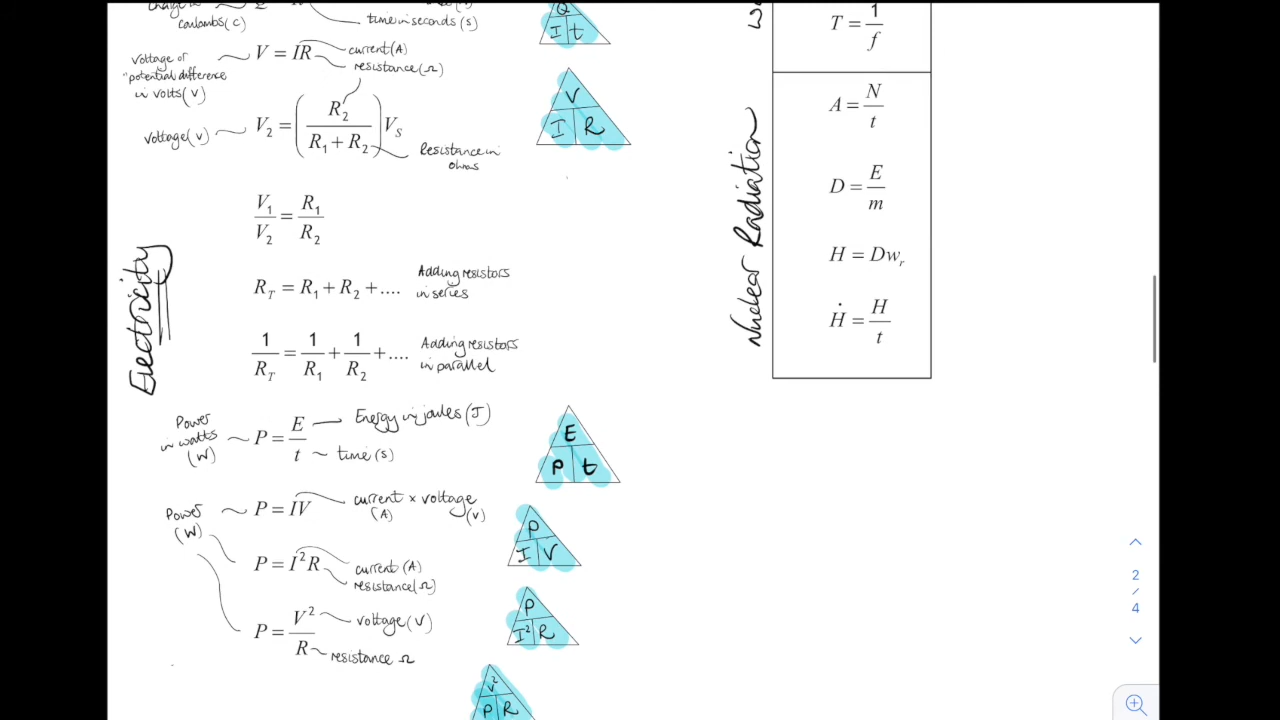 coulombs (c)
time in seconds (s)
Q
I t
V = IR
current (A)
resistance (Ω)
voltage or
"potential difference
in volts (V)
V
I R
voltage (V)
V₂ = (R₂ / (R₁ + R₂)) Vₛ
Resistance in
ohms
V₁/V₂ = R₁/R₂
Electricity
R_T = R₁ + R₂ + ....
Adding resistors
in series
1/R_T = 1/R₁ + 1/R₂ + ....
Adding resistors
in parallel
Power
in watts
(W)
P = E/t
Energy in joules (J)
time (s)
E
P t
Power
(W)
P = IV
current × voltage
(A) (V)
P
I V
P = I²R
current (A)
resistance (Ω)
P
I² R
P = V²/R
voltage (V)
resistance Ω
V²
P R
T = 1/f
Nuclear Radiation
A = N/t
D = E/m
H = Dwᵣ
Ḣ = H/t
2
/
4